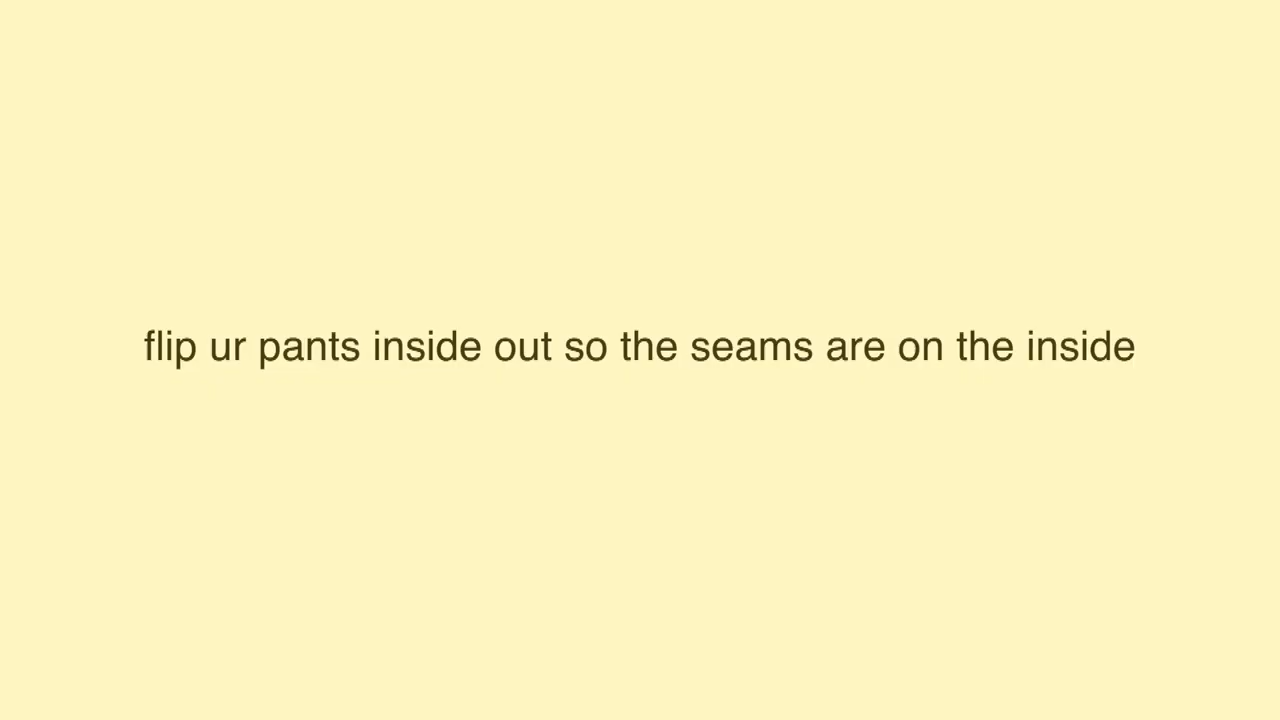 flip ur pants inside out so the seams are on the inside